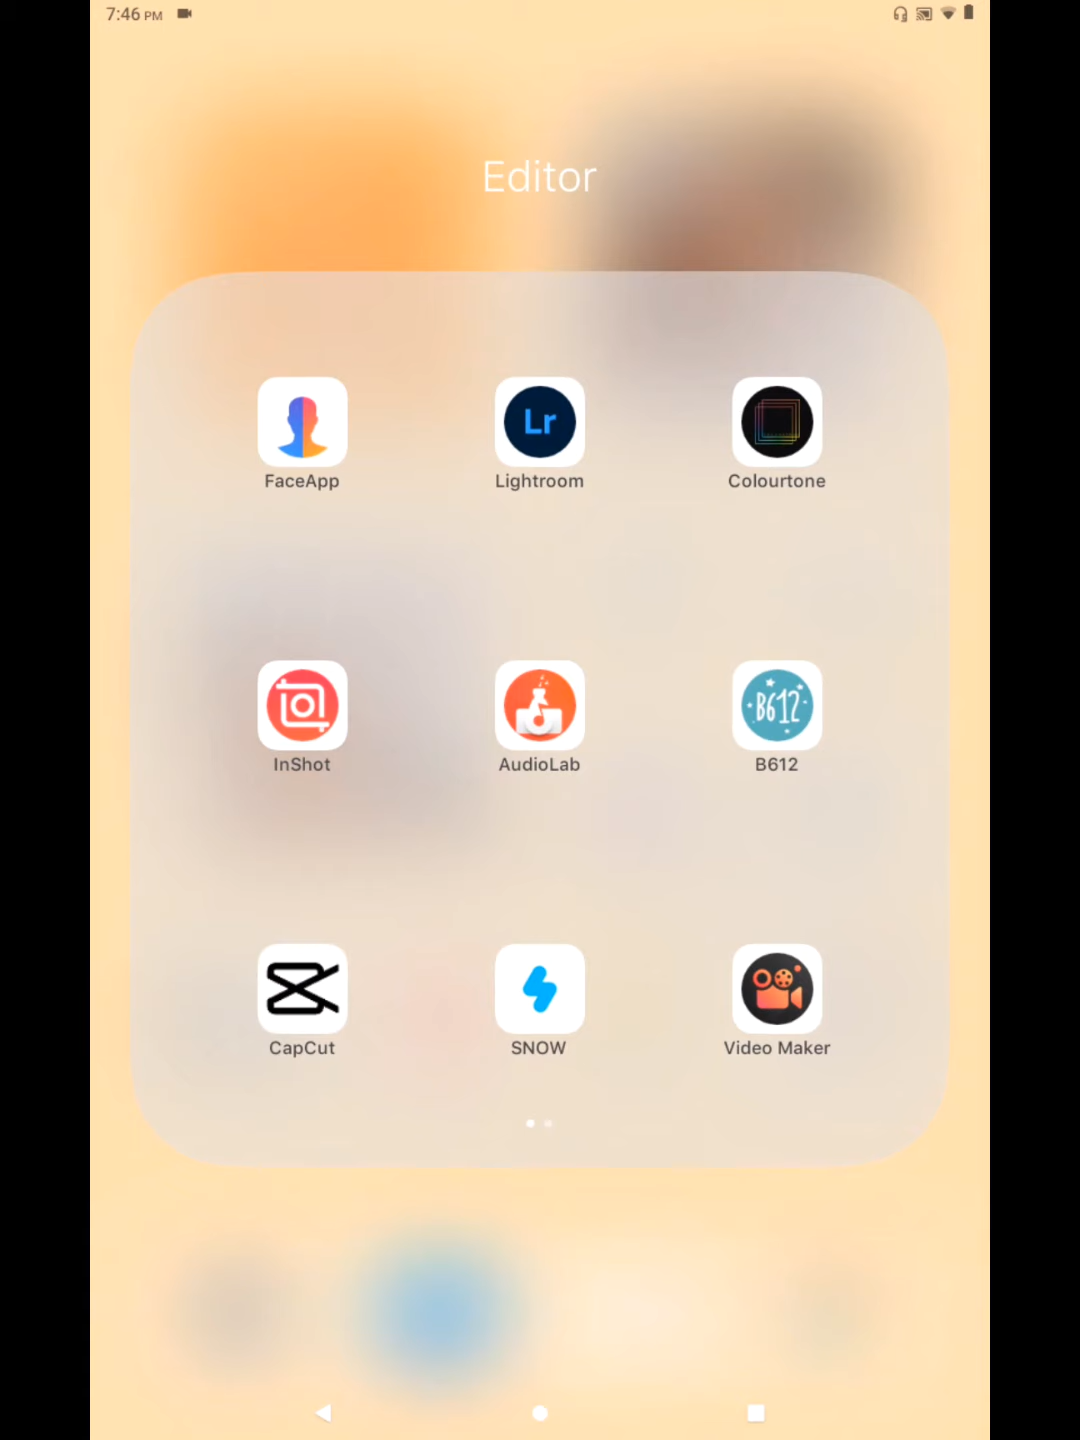 7:46 PM
Editor
Lr
FaceApp Lightroom Colourtone
B612
InShot AudioLab B612
CapCut SNOW Video Maker